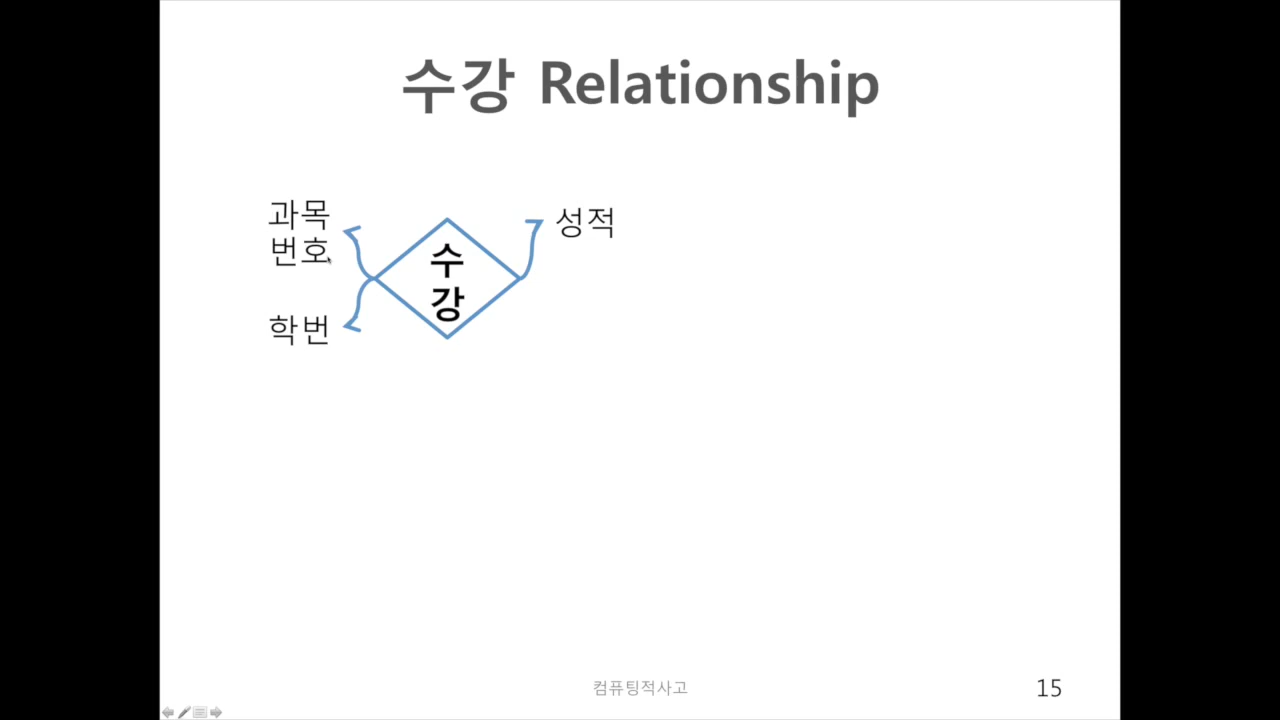 수강 Relationship
과목
번호
학번
수
강
성적
컴퓨팅적사고
15